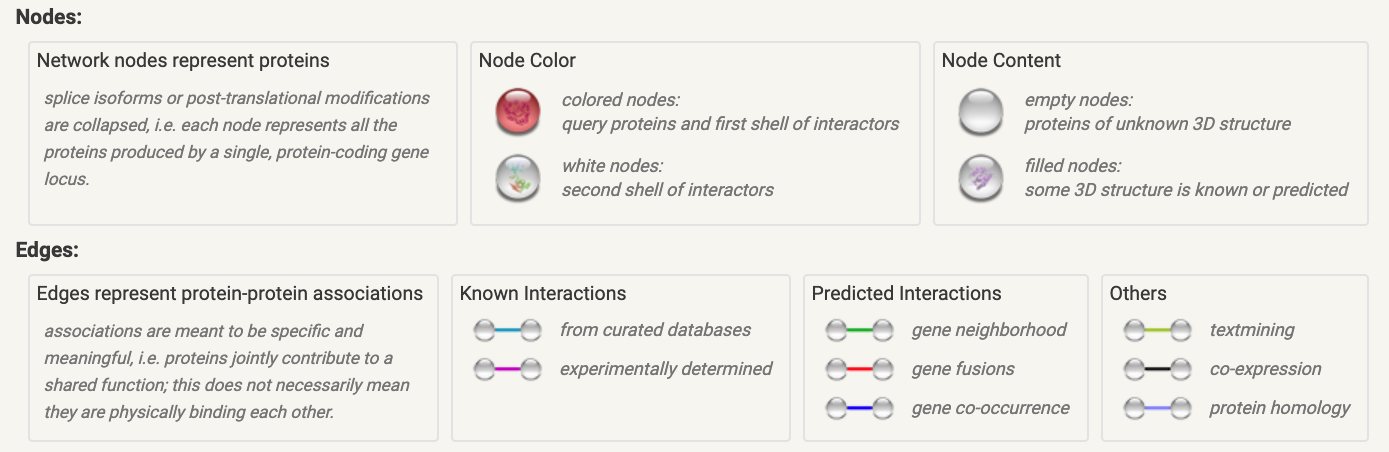 Nodes:
Network nodes represent proteins
splice isoforms or post-translational modifications
are collapsed, i.e. each node represents all the
proteins produced by a single, protein-coding gene
locus.
Node Color
colored nodes:
query proteins and first shell of interactors
white nodes:
second shell of interactors
Node Content
empty nodes:
proteins of unknown 3D structure
filled nodes:
some 3D structure is known or predicted
Edges:
Edges represent protein-protein associations
associations are meant to be specific and
meaningful, i.e. proteins jointly contribute to a
shared function; this does not necessarily mean
they are physically binding each other.
Known Interactions
from curated databases
experimentally determined
Predicted Interactions
gene neighborhood
gene fusions
gene co-occurrence
Others
textmining
co-expression
protein homology